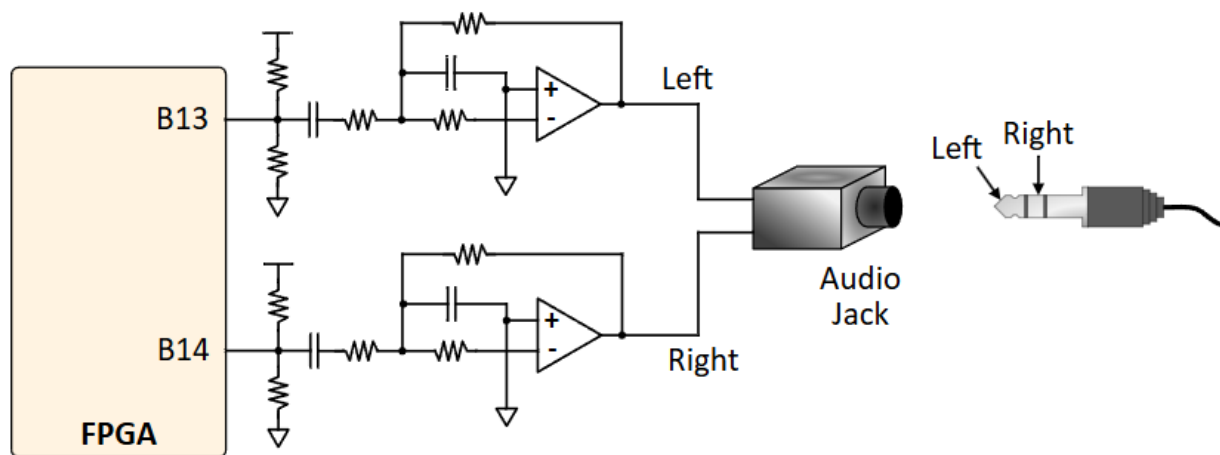 Left
B13
+
-
Right
Left
Audio
Jack
+
-
B14
Right
FPGA